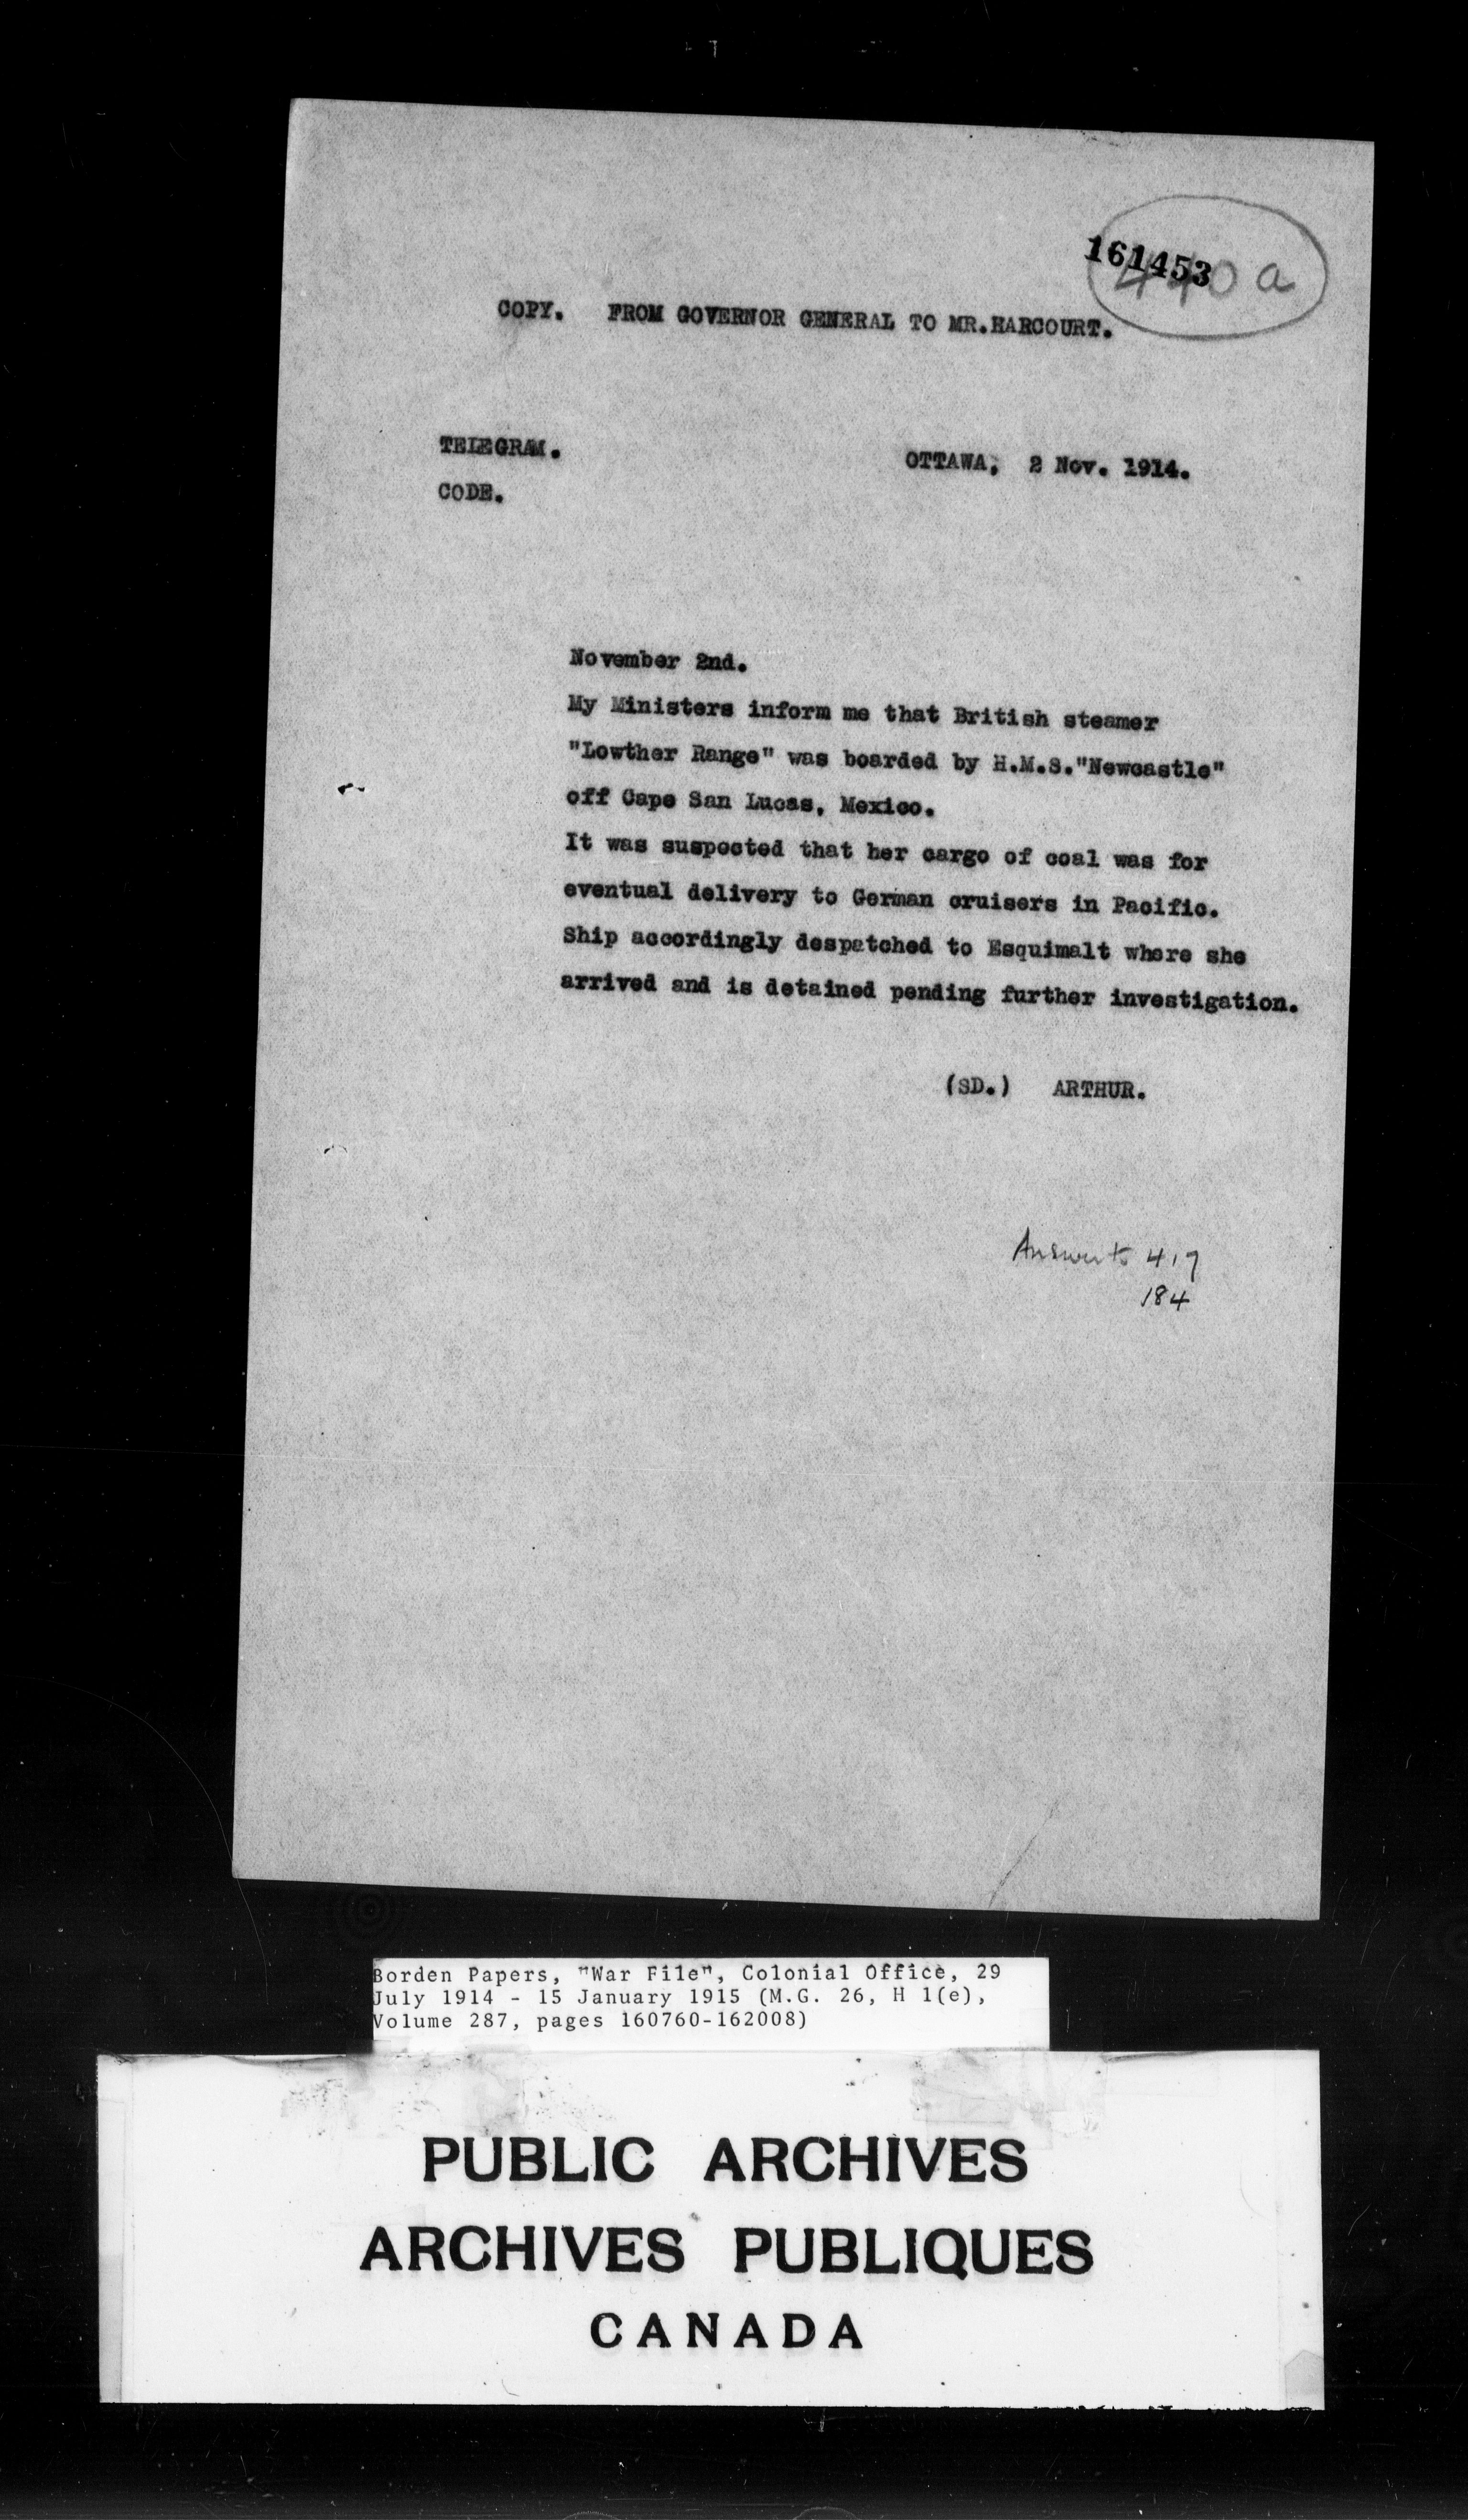 161453
440 a
COPY. FROM GOVERNOR GENERAL TO MR.HARCOURT.
TELEGRAM.
OTTAWA, 2 Nov. 1914.
CODE.
November 2nd.
My Ministers inform me that British steamer
"Lowther Range" was boarded by H.M.S."Newcastle"
off Cape San Lucas, Mexico.
It was suspected that her cargo of coal was for
eventual delivery to German cruisers in Pacific.
Ship accordingly despatched to Esquimalt where she
arrived and is detained pending further investigation.
(SD.) ARTHUR.
Answer to 417
184
Borden Papers, "War File", Colonial Office, 29
July 1914 - 15 January 1915 (M.G. 26, H 1(e),
Volume 287, pages 160760-162008)
PUBLIC ARCHIVES
ARCHIVES PUBLIQUES
CANADA